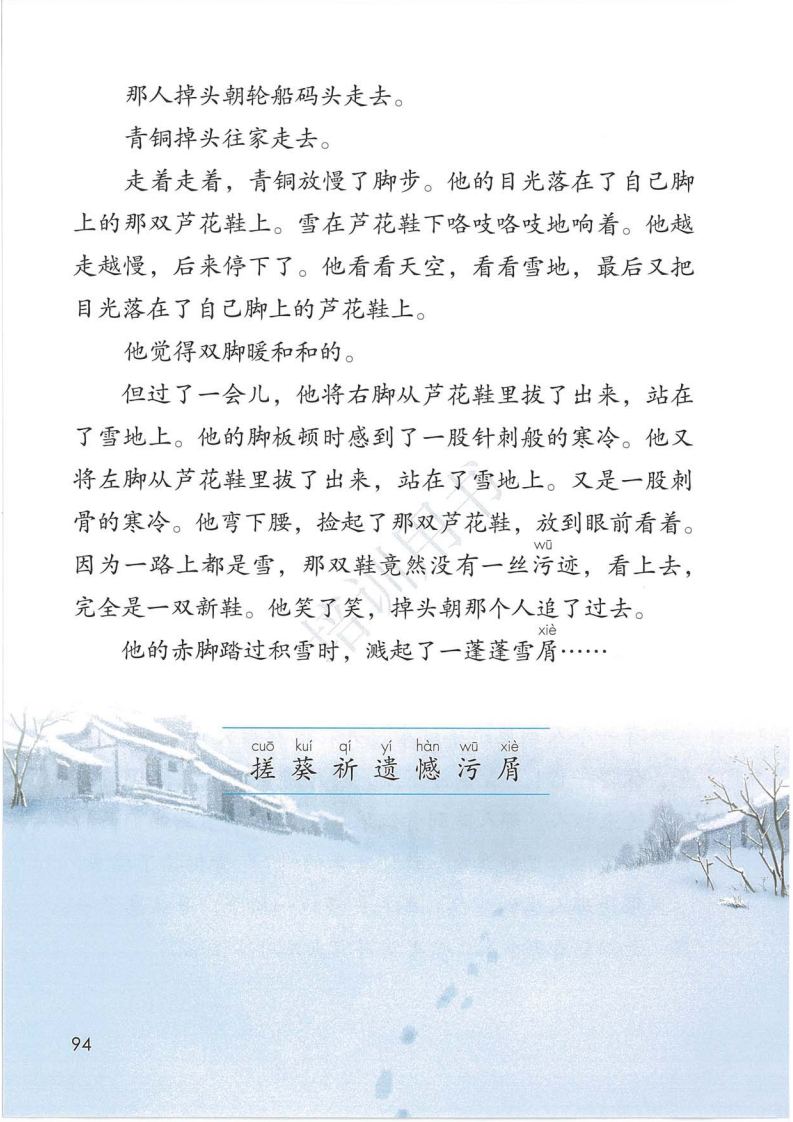 那人掉头朝轮船码头走去。
青铜掉头往家走去。
走着走着，青铜放慢了脚步。他的目光落在了自己脚
上的那双芦花鞋上。雪在芦花鞋下咯吱咯吱地响着。他越
走越慢，后来停下了。他看看天空，看看雪地，最后又把
目光落在了自己脚上的芦花鞋上。
他觉得双脚暖和和的。
但过了一会儿，他将右脚从芦花鞋里拔了出来，站在
了雪地上。他的脚板顿时感到了一股针刺般的寒冷。他又
将左脚从芦花鞋里拔了出来，站在了雪地上。又是一股刺
骨的寒冷。他弯下腰，捡起了那双芦花鞋，放到眼前看着。
wū
因为一路上都是雪，那双鞋竟然没有一丝污迹，看上去，
完全是一双新鞋。他笑了笑，掉头朝那个人追了过去。
xiè
他的赤脚踏过积雪时，溅起了一蓬蓬雪屑……
培训用书
cuō kuí qí yí hàn wū xiè
搓 葵 祈 遗 憾 污 屑
94